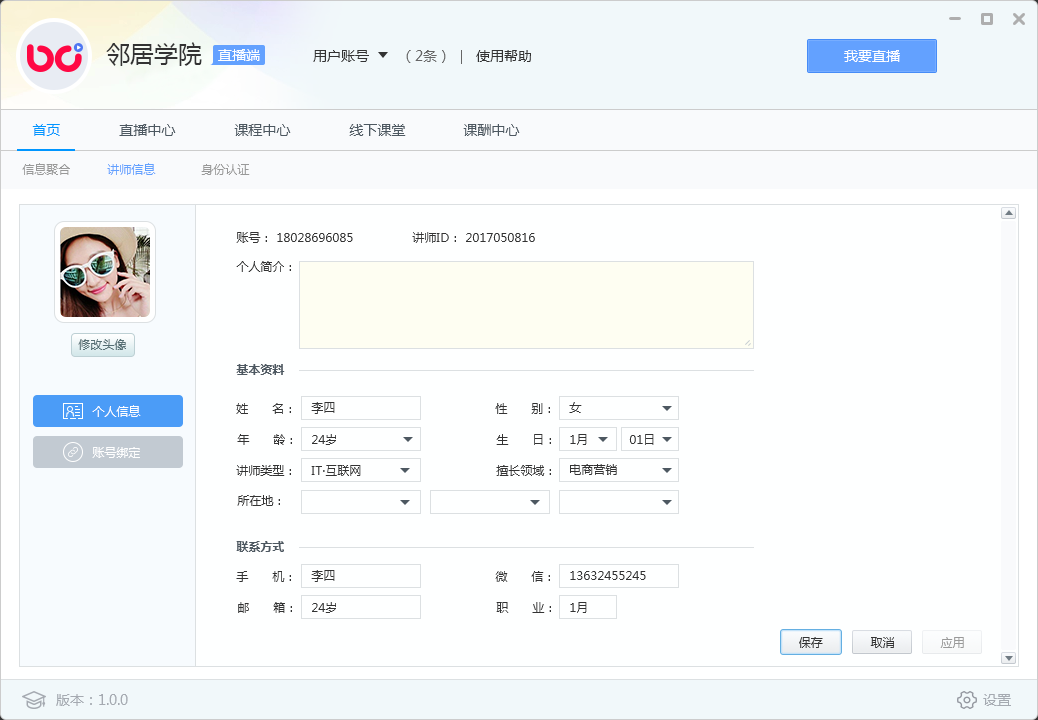 邻居学院 直播端 用户账号 （2条） | 使用帮助 我要直播
首页 直播中心 课程中心 线下课堂 课酬中心
信息聚合 讲师信息 身份认证
账号： 18028696085 讲师ID： 2017050816
个人简介：
修改头像
基本资料
个人信息
姓 名： 李四 性 别： 女
年 龄： 24岁 生 日： 1月 01日
账号绑定
讲师类型： IT·互联网 擅长领域： 电商营销
所在地：
联系方式
手 机： 李四 微 信： 13632455245
邮 箱： 24岁 职 业： 1月
保存 取消 应用
版本：1.0.0 设置